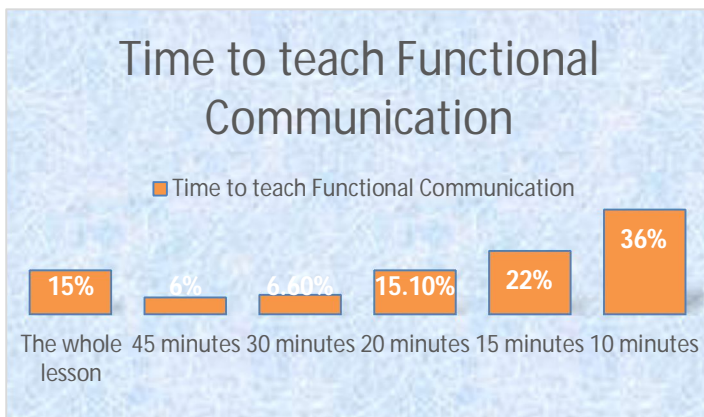 Time to teach Functional
Communication
Time to teach Functional Communication
15%
6%
6.60%
15.10%
22%
36%
The whole lesson
45 minutes
30 minutes
20 minutes
15 minutes
10 minutes